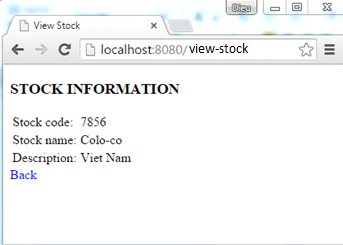 Dieu
View Stock
localhost:8080/view-stock
STOCK INFORMATION
Stock code: 7856
Stock name: Colo-co
Description: Viet Nam
Back